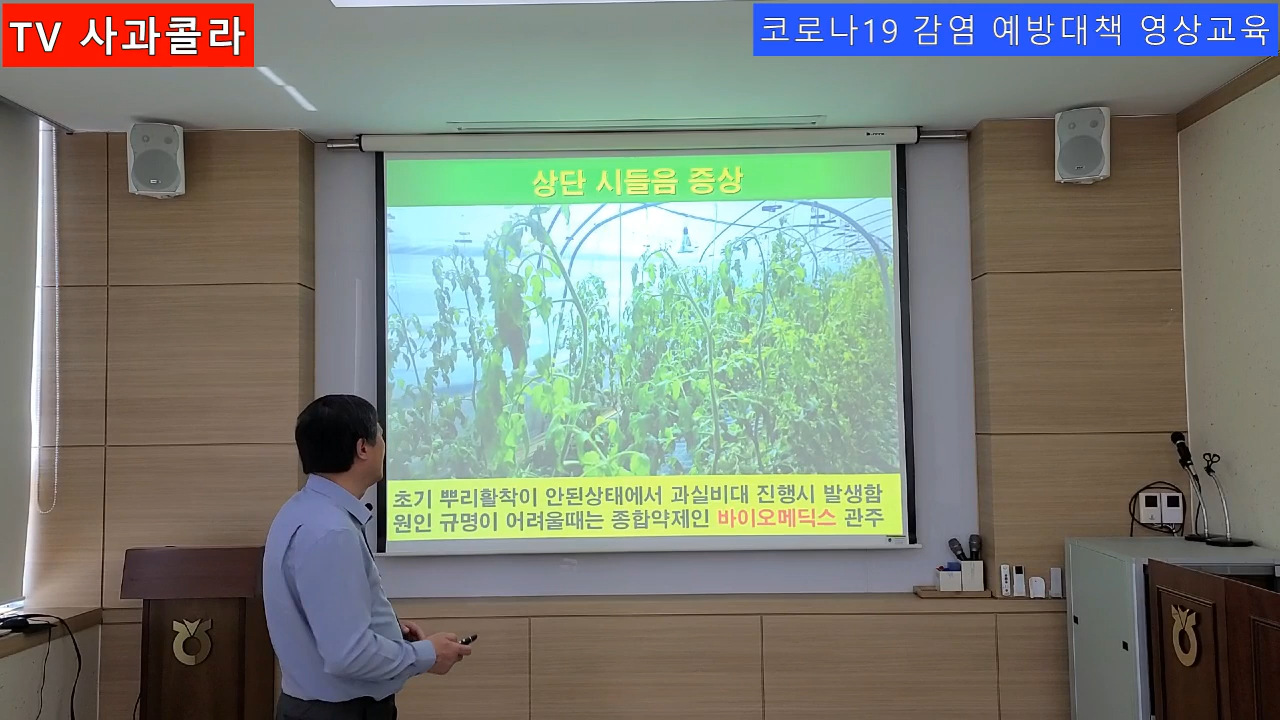 TV 사과콜라
코로나19 감염 예방대책 영상교육
상단 시들음 증상
초기 뿌리활착이 안된상태에서 과실비대 진행시 발생함
원인 규명이 어려울때는 종합약제인 바이오메딕스 관주